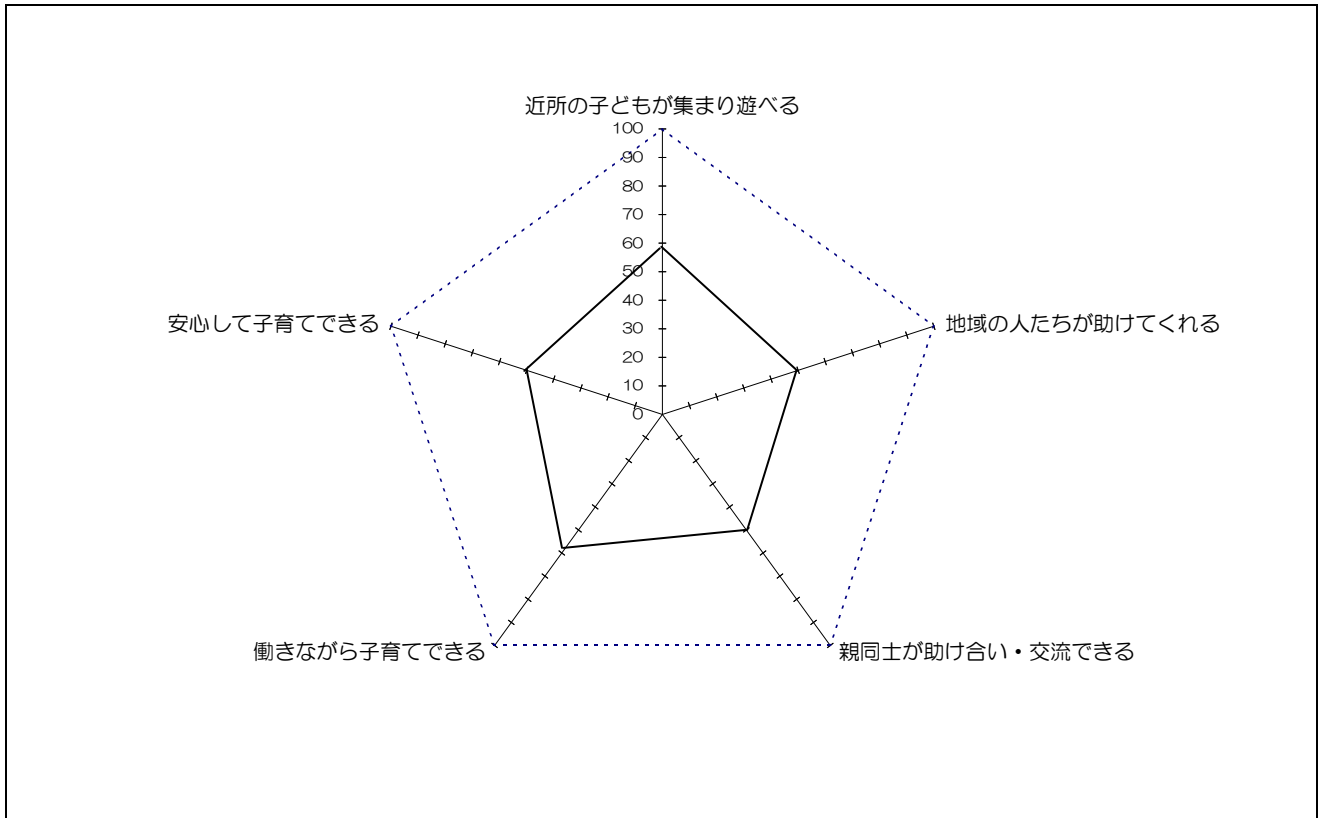 近所の子どもが集まり遊べる
100
90
80
70
60
50
40
30
20
10
0
安心して子育てできる
地域の人たちが助けてくれる
働きながら子育てできる
親同士が助け合い・交流できる